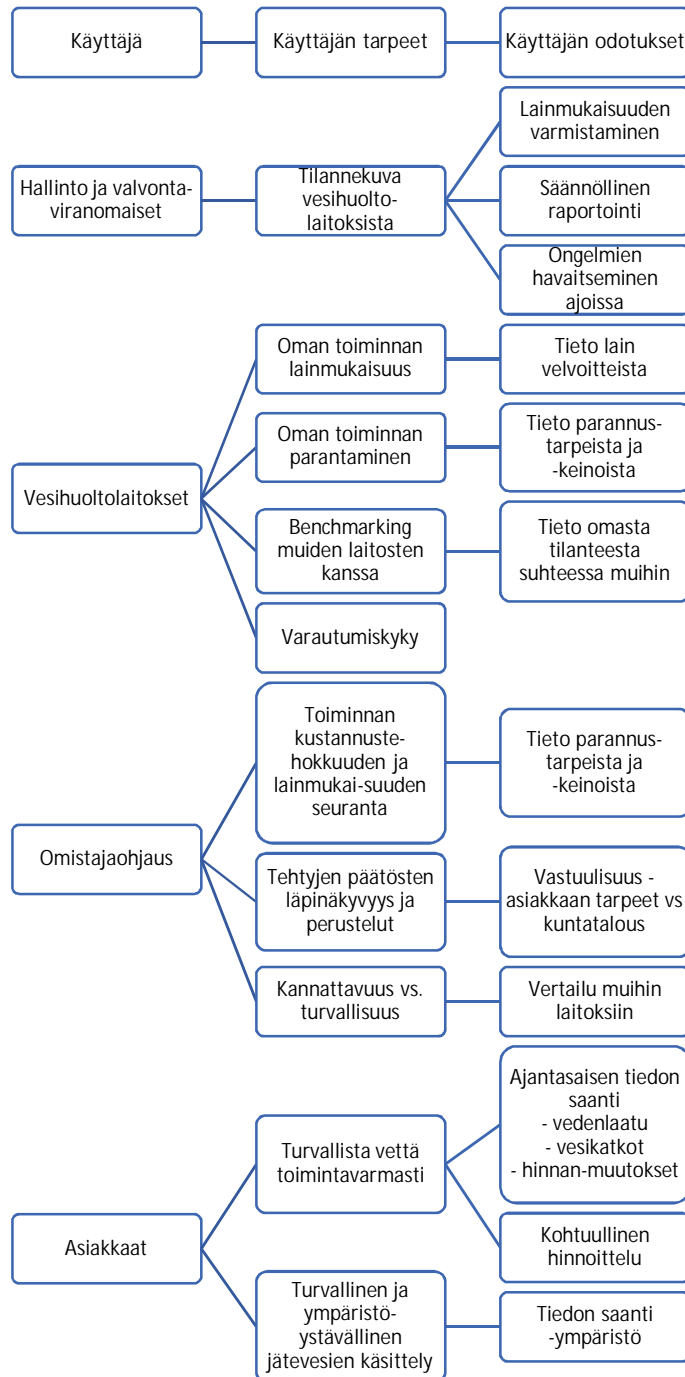 Käyttäjä
Käyttäjän tarpeet
Käyttäjän odotukset
Hallinto ja valvonta-
viranomaiset
Tilannekuva
vesihuolto-
laitoksista
Lainmukaisuuden
varmistaminen
Säännöllinen
raportointi
Ongelmien
havaitseminen
ajoissa
Vesihuoltolaitokset
Oman toiminnan
lainmukaisuus
Tieto lain
velvoitteista
Oman toiminnan
parantaminen
Tieto parannus-
tarpeista ja
-keinoista
Benchmarking
muiden laitosten
kanssa
Tieto omasta
tilanteesta
suhteessa muihin
Varautumiskyky
Omistajaohjaus
Toiminnan
kustannuste-
hokkuuden ja
lainmukai-suuden
seuranta
Tieto parannus-
tarpeista ja
-keinoista
Tehtyjen päätösten
läpinäkyvyys ja
perustelut
Vastuulisuus -
asiakkaan tarpeet vs
kuntatalous
Kannattavuus vs.
turvallisuus
Vertailu muihin
laitoksiin
Asiakkaat
Turvallista vettä
toimintavarmasti
Ajantasaisen tiedon
saanti
- vedenlaatu
- vesikatkot
- hinnan-muutokset
Kohtuullinen
hinnoittelu
Turvallinen ja
ympäristö-
ystävällinen
jätevesien käsittely
Tiedon saanti
-ympäristö